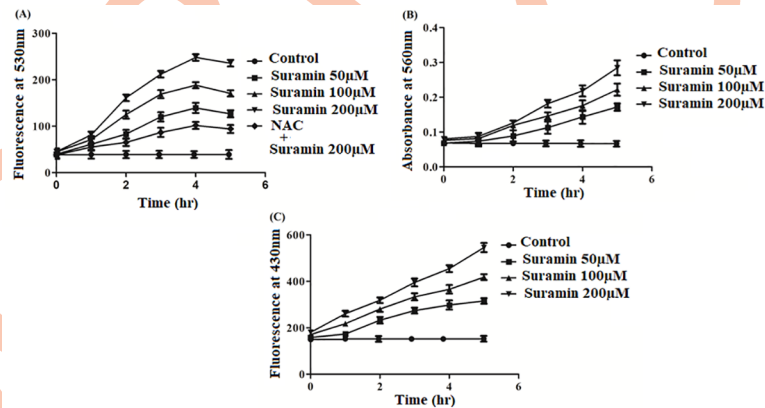 (A)
Fluorescence at 530nm
300
200
100
0
0
2
4
6
Time (hr)
Control
Suramin 50μM
Suramin 100μM
Suramin 200μM
NAC
+
Suramin 200μM
(B)
Absorbance at 560nm
0.4
0.3
0.2
0.1
0.0
0
2
4
6
Time (hr)
Control
Suramin 50μM
Suramin 100μM
Suramin 200μM
(C)
Fluorescence at 430nm
600
400
200
0
0
2
4
6
Time (hr)
Control
Suramin 50μM
Suramin 100μM
Suramin 200μM